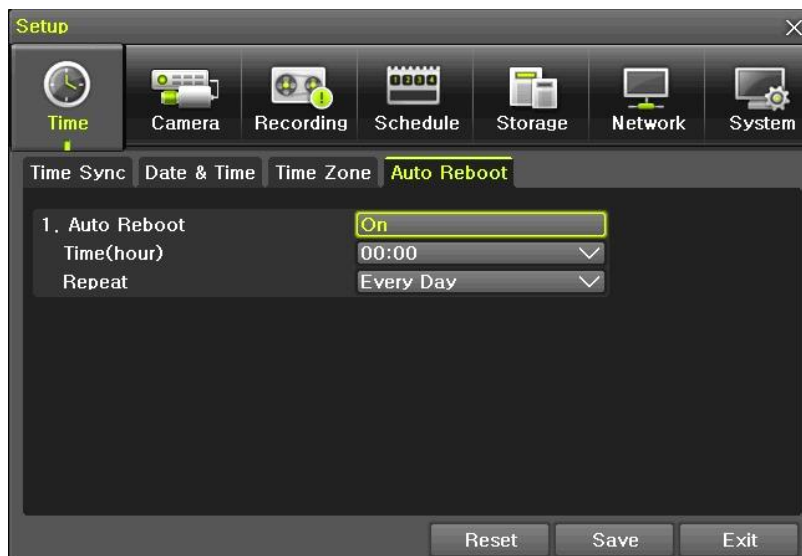 Setup
Time Camera Recording Schedule Storage Network System
Time Sync Date & Time Time Zone Auto Reboot
1. Auto Reboot On
Time(hour) 00:00
Repeat Every Day
Reset Save Exit